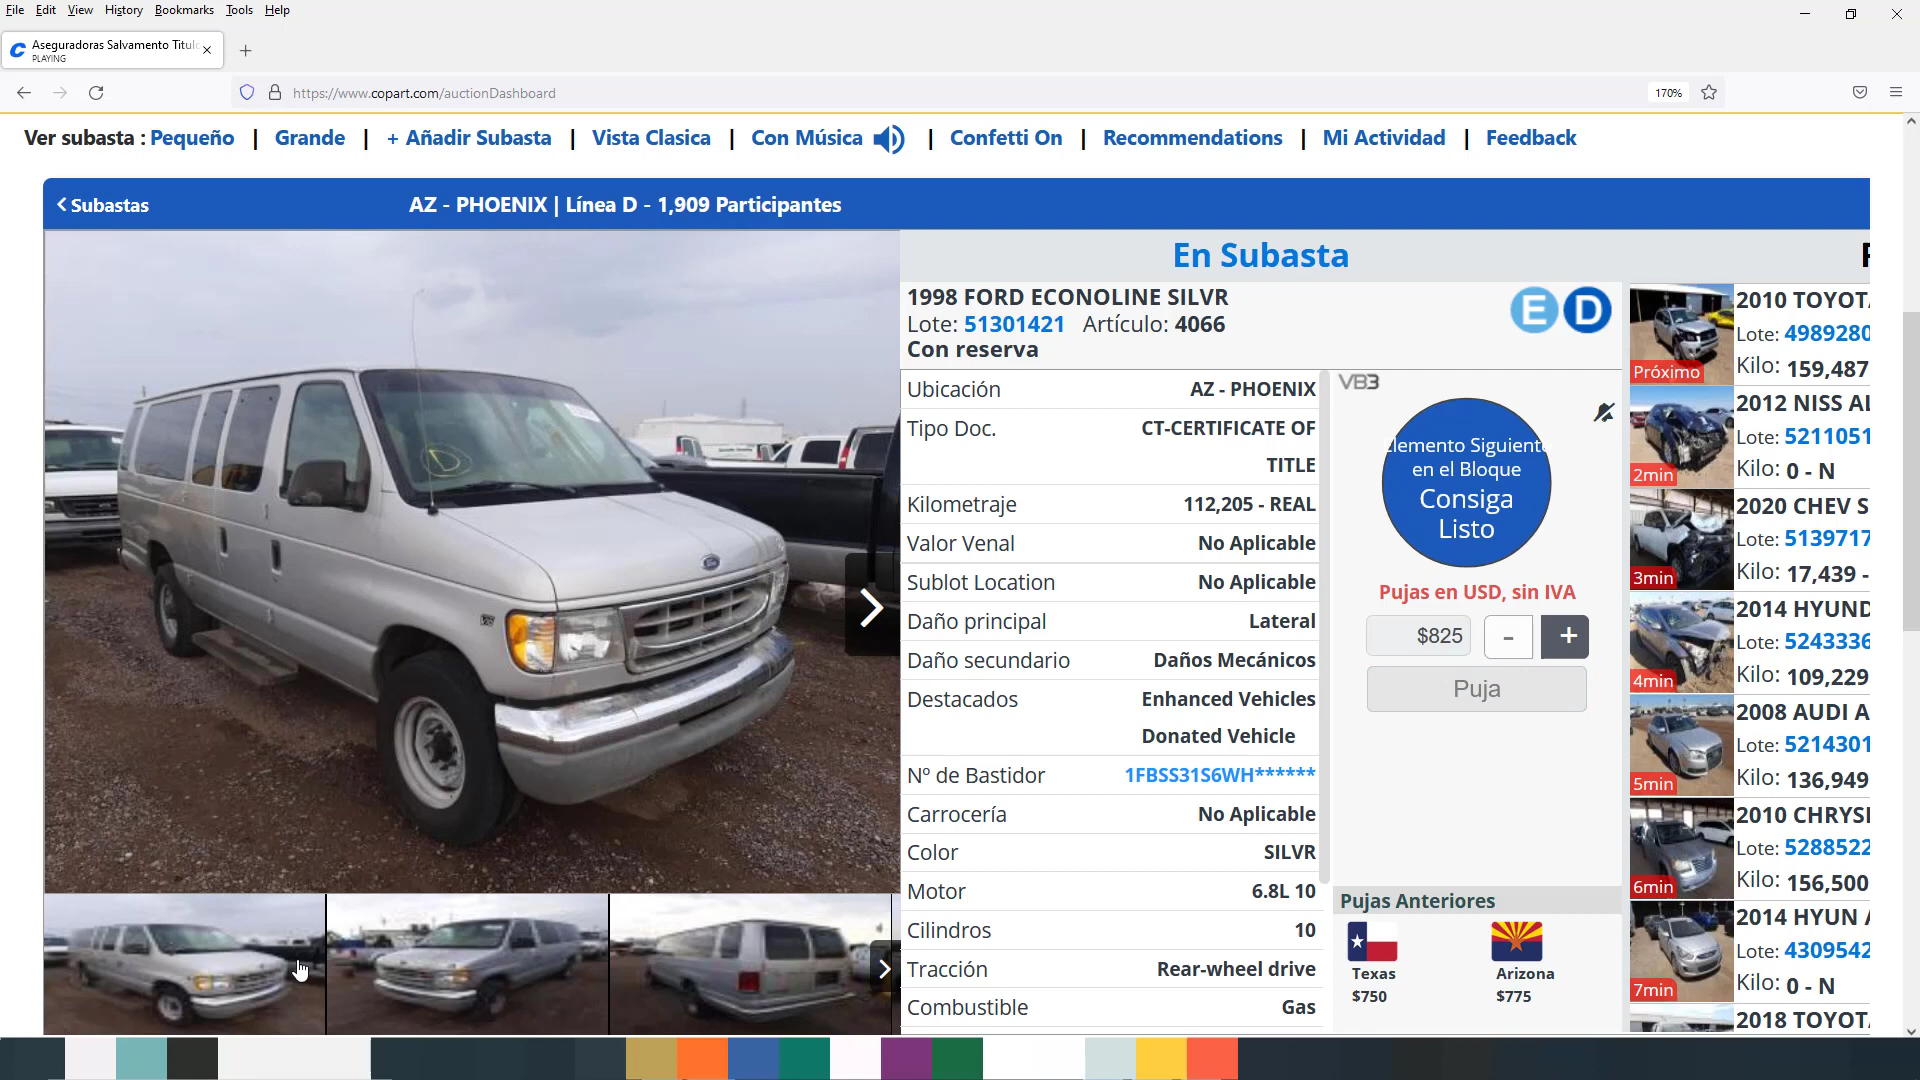 File Edit View History Bookmarks Tools Help
Aseguradoras Salvamento Titulo
PLAYING
https://www.copart.com/auctionDashboard
170%
Ver subasta : Pequeño | Grande | + Añadir Subasta | Vista Clasica | Con Música | Confetti On | Recommendations | Mi Actividad | Feedback
Subastas
AZ - PHOENIX | Línea D - 1,909 Participantes
En Subasta
1998 FORD ECONOLINE SILVR
Lote: 51301421 Artículo: 4066
Con reserva
E D
Ubicación AZ - PHOENIX
Tipo Doc. CT-CERTIFICATE OF
TITLE
Kilometraje 112,205 - REAL
Valor Venal No Aplicable
Sublot Location No Aplicable
Daño principal Lateral
Daño secundario Daños Mecánicos
Destacados Enhanced Vehicles
Donated Vehicle
Nº de Bastidor 1FBSS31S6WH******
Carrocería No Aplicable
Color SILVR
Motor 6.8L 10
Cilindros 10
Tracción Rear-wheel drive
Combustible Gas
VB3
Elemento Siguiente
en el Bloque
Consiga
Listo
Pujas en USD, sin IVA
$825 - +
Puja
Pujas Anteriores
Texas
$750
Arizona
$775
2010 TOYOTA
Lote: 4989280
Kilo: 159,487
Próximo
2012 NISS AL
Lote: 5211051
Kilo: 0 - N
2min
2020 CHEV S
Lote: 5139717
Kilo: 17,439 -
3min
2014 HYUND
Lote: 5243336
Kilo: 109,229
4min
2008 AUDI A
Lote: 5214301
Kilo: 136,949
5min
2010 CHRYSL
Lote: 5288522
Kilo: 156,500
6min
2014 HYUN A
Lote: 4309542
Kilo: 0 - N
7min
2018 TOYOTA
D